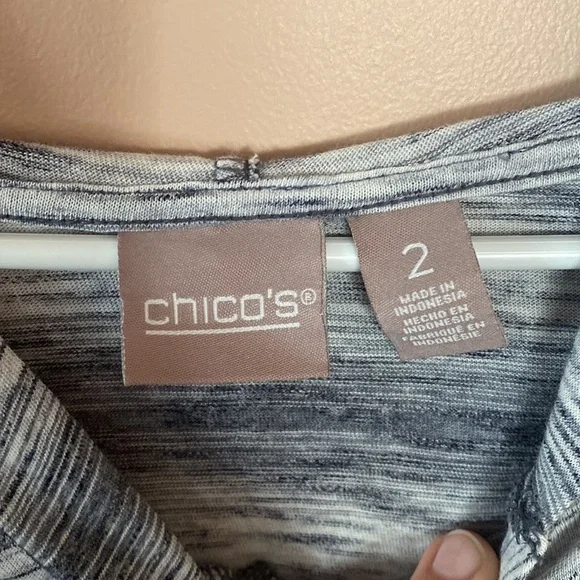 chico's®
2
MADE IN
INDONESIA
HECHO EN
INDONESIA
FABRIQUÉ EN
INDONÉSIE